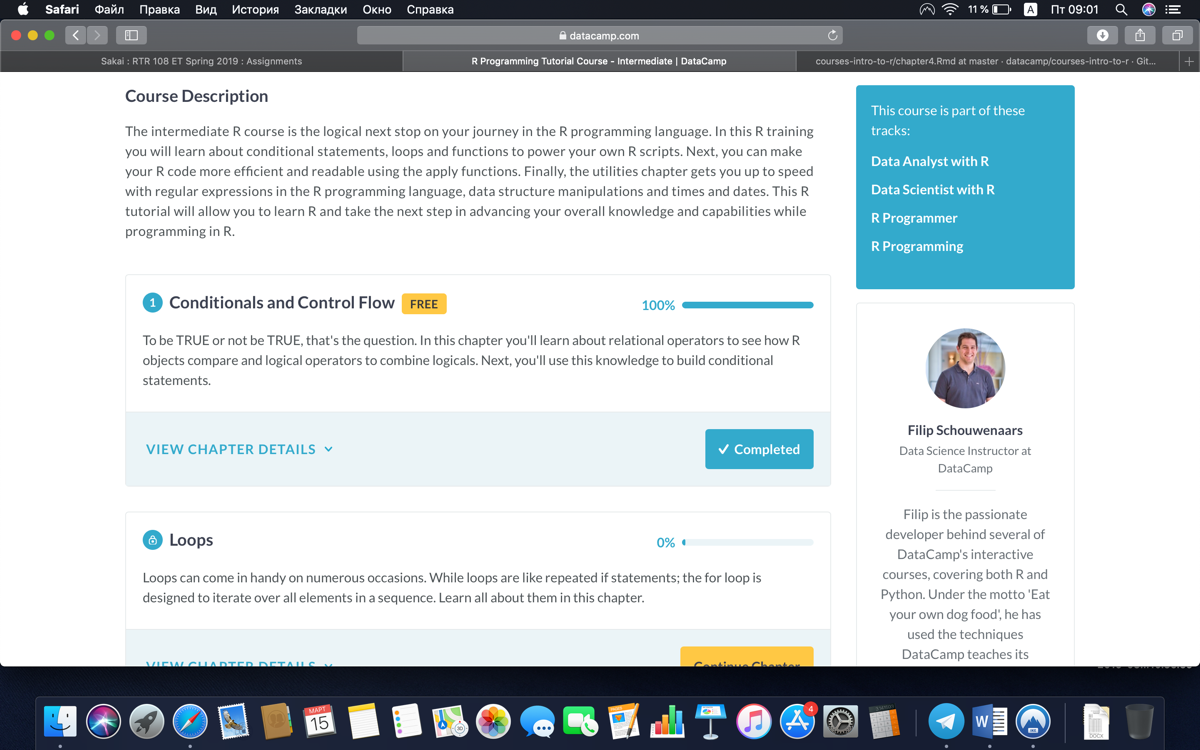 Safari Файл Правка Вид История Закладки Окно Справка 11 % A Пт 09:01
datacamp.com
Sakai : RTR 108 ET Spring 2019 : Assignments R Programming Tutorial Course - Intermediate | DataCamp courses-intro-to-r/chapter4.Rmd at master · datacamp/courses-intro-to-r · Git...
Course Description
The intermediate R course is the logical next stop on your journey in the R programming language. In this R training
you will learn about conditional statements, loops and functions to power your own R scripts. Next, you can make
your R code more efficient and readable using the apply functions. Finally, the utilities chapter gets you up to speed
with regular expressions in the R programming language, data structure manipulations and times and dates. This R
tutorial will allow you to learn R and take the next step in advancing your overall knowledge and capabilities while
programming in R.
1 Conditionals and Control Flow FREE 100%
To be TRUE or not be TRUE, that's the question. In this chapter you'll learn about relational operators to see how R
objects compare and logical operators to combine logicals. Next, you'll use this knowledge to build conditional
statements.
VIEW CHAPTER DETAILS Completed
Loops 0%
Loops can come in handy on numerous occasions. While loops are like repeated if statements; the for loop is
designed to iterate over all elements in a sequence. Learn all about them in this chapter.
VIEW CHAPTER DETAILS Continue Chapter
This course is part of these
tracks:
Data Analyst with R
Data Scientist with R
R Programmer
R Programming
Filip Schouwenaars
Data Science Instructor at
DataCamp
Filip is the passionate
developer behind several of
DataCamp's interactive
courses, covering both R and
Python. Under the motto 'Eat
your own dog food', he has
used the techniques
DataCamp teaches its
МАРТ
15
3D
4
W
DOCX